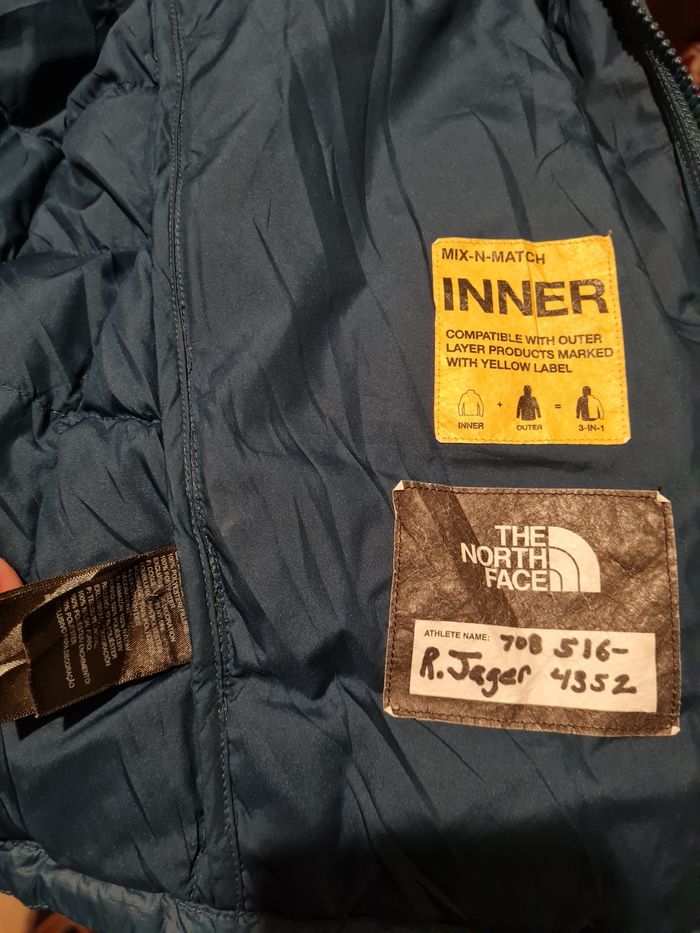 MIX-N-MATCH
INNER
COMPATIBLE WITH OUTER
LAYER PRODUCTS MARKED
WITH YELLOW LABEL
INNER + OUTER = 3-IN-1
THE
NORTH
FACE
ATHLETE NAME: 708 516-
R. Jager 4352